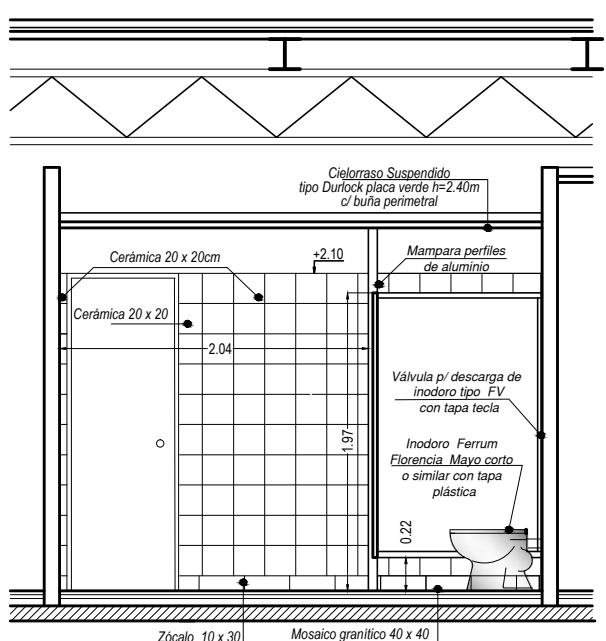 Cielorraso Suspendido
tipo Durlock placa verde h=2.40m
c/ buña perimetral
Cerámica 20 x 20cm
+2.10
Mampara perfiles
de aluminio
Cerámica 20 x 20
2.04
Válvula p/ descarga de
inodoro tipo FV
con tapa tecla
1.97
Inodoro Ferrum
Florencia Mayo corto
o similar con tapa
plástica
0.22
Zócalo 10 x 30
Mosaico granítico 40 x 40